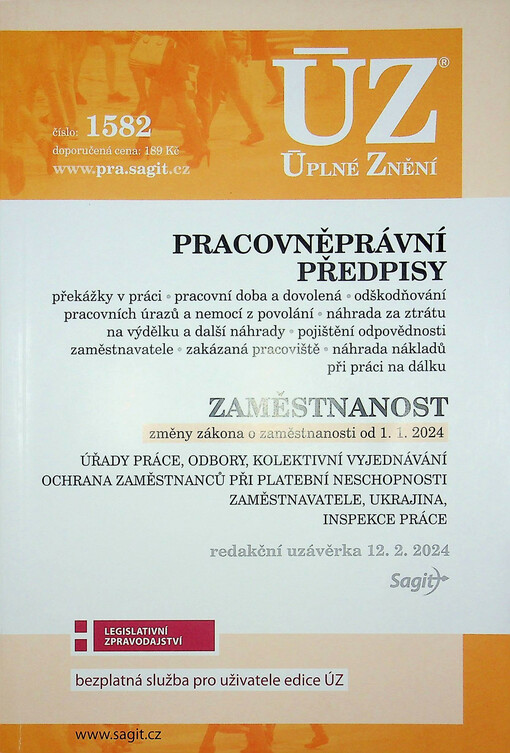 ÚZ®
číslo: 1582
doporučená cena: 189 Kč
www.pra.sagit.cz
ÚPLNÉ ZNĚNÍ
PRACOVNĚPRÁVNÍ
PŘEDPISY
překážky v práci • pracovní doba a dovolená • odškodňování
pracovních úrazů a nemocí z povolání • náhrada za ztrátu
na výdělku a další náhrady • pojištění odpovědnosti
zaměstnavatele • zakázaná pracoviště • náhrada nákladů
při práci na dálku
ZAMĚSTNANOST
změny zákona o zaměstnanosti od 1. 1. 2024
ÚŘADY PRÁCE, ODBORY, KOLEKTIVNÍ VYJEDNÁVÁNÍ
OCHRANA ZAMĚSTNANCŮ PŘI PLATEBNÍ NESCHOPNOSTI
ZAMĚSTNAVATELE, UKRAJINA,
INSPEKCE PRÁCE
redakční uzávěrka 12. 2. 2024
Sagit
LEGISLATIVNÍ
ZPRAVODAJSTVÍ
bezplatná služba pro uživatele edice ÚZ
www.sagit.cz